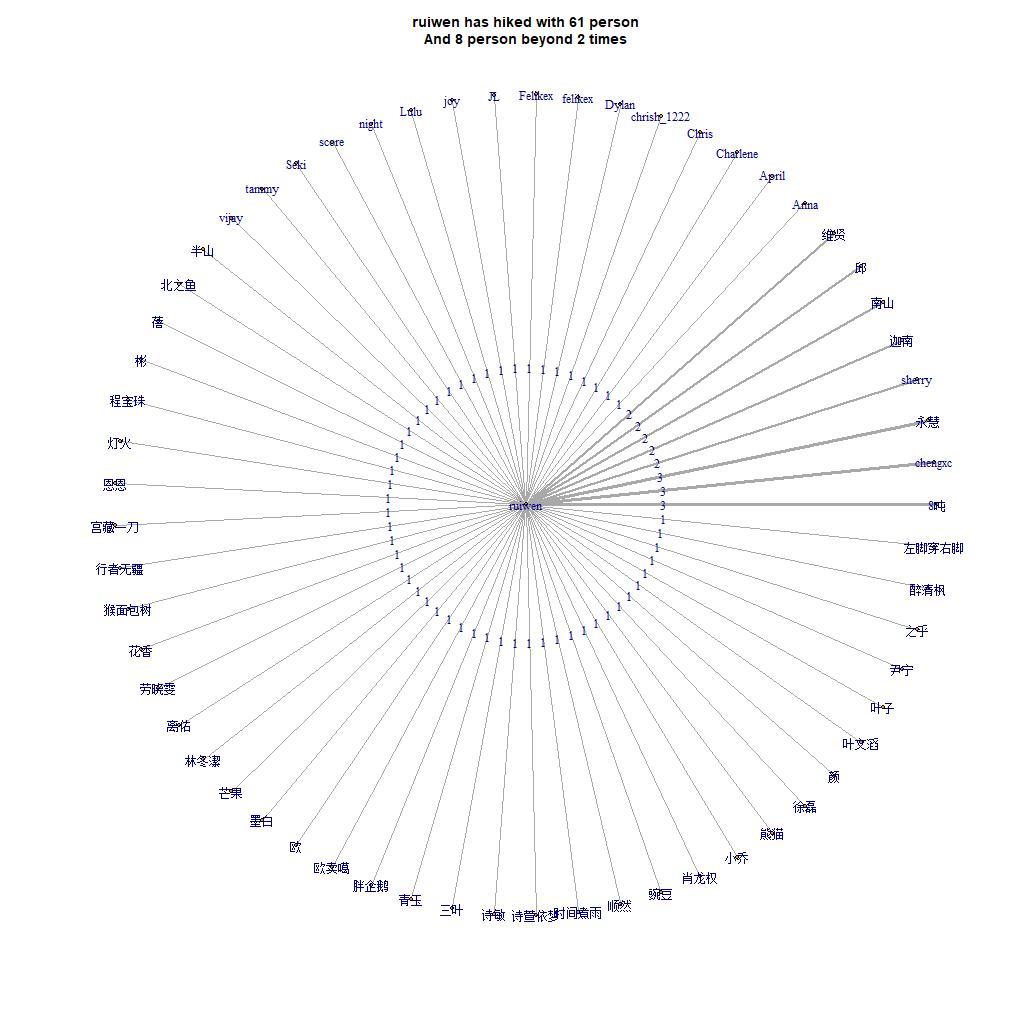 ruiwen has hiked with 61 person
And 8 person beyond 2 times
JL
Felikex
felikex
joy
Dylan
Lulu
chrish_1222
night
Chris
score
Charlene
Seki
April
tammy
Anna
vijay
维贤
半山
邱
北之鱼
南山
蓓
迦南
彬
sherry
程宝珠
永慧
灯火
chengxc
恩恩
8吨
ruiwen
宫藏一刀
左脚穿右脚
行者无疆
醉清枫
猴面包树
之乎
花香
尹宁
劳晓雯
叶子
离佑
叶文滔
林冬潔
颜
芒果
徐磊
墨白
熊猫
欧
小乔
欧卖噶
肖龙权
胖企鹅
豌豆
青玉
顺然
三叶
诗敏
诗萱依梦
时间煮雨
1 1 1 1 1 1 1 1 1 1 1 1 1 1 1 1 1 1 1 1 1 1 1 1 1 1 1 1 1 1 1 1 1 1 1 1 1 1 1 1 1 1 1 1 1 1 1 1 1 1 1 1 1
2 2 2 2 2
3 3 3